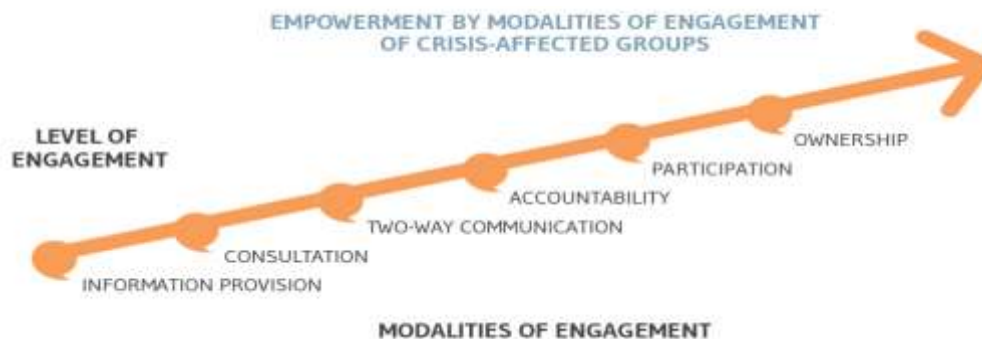 EMPOWERMENT BY MODALITIES OF ENGAGEMENT
OF CRISIS-AFFECTED GROUPS
LEVEL OF
ENGAGEMENT
OWNERSHIP
PARTICIPATION
ACCOUNTABILITY
TWO-WAY COMMUNICATION
CONSULTATION
INFORMATION PROVISION
MODALITIES OF ENGAGEMENT